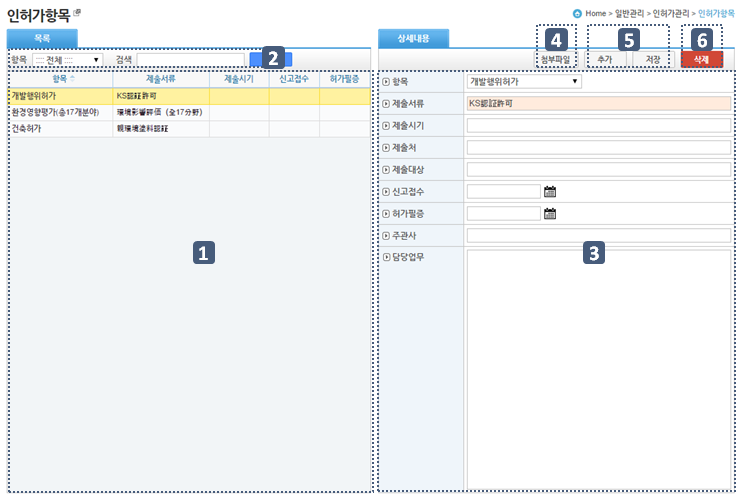 인허가항목
Home > 일반관리 > 인허가관리 > 인허가항목
목록
항목 :::: 전체 :::: 검색
2
항목 제출서류 제출시기 신고접수 허가필증
개발행위허가 KS認証許可
환경영향평가(총17개분야) 環境影響評価 (全17分野)
건축허가 親環境塗料認証
1
상세내용
4 5 6
첨부파일 추가 저장 삭제
항목 개발행위허가
제출서류 KS認証許可
제출시기
제출처
제출대상
신고접수
허가필증
주관사
담당업무
3